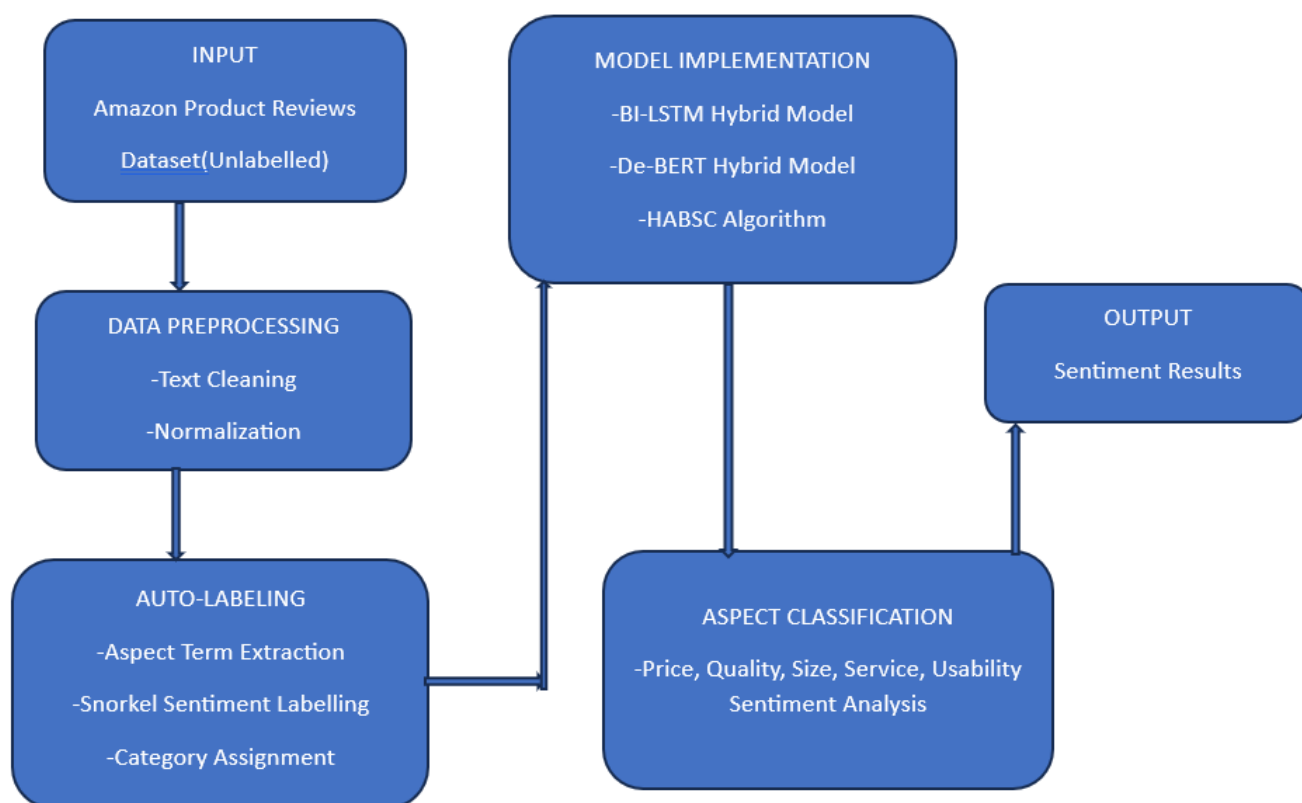 INPUT
Amazon Product Reviews
Dataset(Unlabelled)
DATA PREPROCESSING
-Text Cleaning
-Normalization
AUTO-LABELING
-Aspect Term Extraction
-Snorkel Sentiment Labelling
-Category Assignment
MODEL IMPLEMENTATION
-BI-LSTM Hybrid Model
-De-BERT Hybrid Model
-HABSC Algorithm
ASPECT CLASSIFICATION
-Price, Quality, Size, Service, Usability
Sentiment Analysis
OUTPUT
Sentiment Results